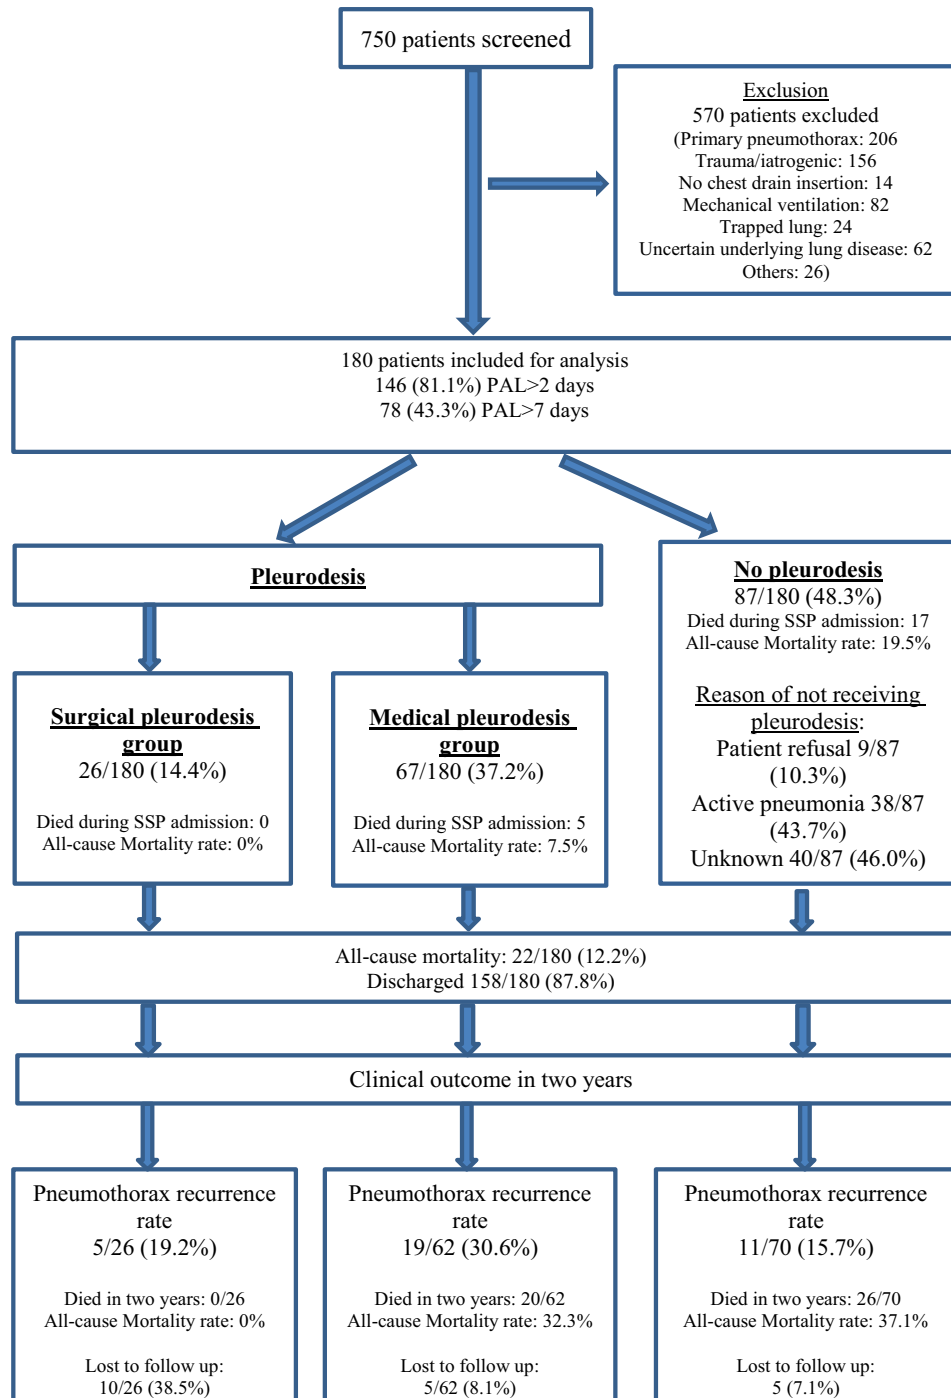 750 patients screened
Exclusion
570 patients excluded
(Primary pneumothorax: 206
Trauma/iatrogenic: 156
No chest drain insertion: 14
Mechanical ventilation: 82
Trapped lung: 24
Uncertain underlying lung disease: 62
Others: 26)
180 patients included for analysis
146 (81.1%) PAL>2 days
78 (43.3%) PAL>7 days
Pleurodesis
No pleurodesis
87/180 (48.3%)
Died during SSP admission: 17
All-cause Mortality rate: 19.5%
Reason of not receiving
pleurodesis:
Patient refusal 9/87
(10.3%)
Active pneumonia 38/87
(43.7%)
Unknown 40/87 (46.0%)
Surgical pleurodesis
group
26/180 (14.4%)
Died during SSP admission: 0
All-cause Mortality rate: 0%
Medical pleurodesis
group
67/180 (37.2%)
Died during SSP admission: 5
All-cause Mortality rate: 7.5%
All-cause mortality: 22/180 (12.2%)
Discharged 158/180 (87.8%)
Clinical outcome in two years
Pneumothorax recurrence
rate
5/26 (19.2%)
Died in two years: 0/26
All-cause Mortality rate: 0%
Lost to follow up:
10/26 (38.5%)
Pneumothorax recurrence
rate
19/62 (30.6%)
Died in two years: 20/62
All-cause Mortality rate: 32.3%
Lost to follow up:
5/62 (8.1%)
Pneumothorax recurrence
rate
11/70 (15.7%)
Died in two years: 26/70
All-cause Mortality rate: 37.1%
Lost to follow up:
5 (7.1%)